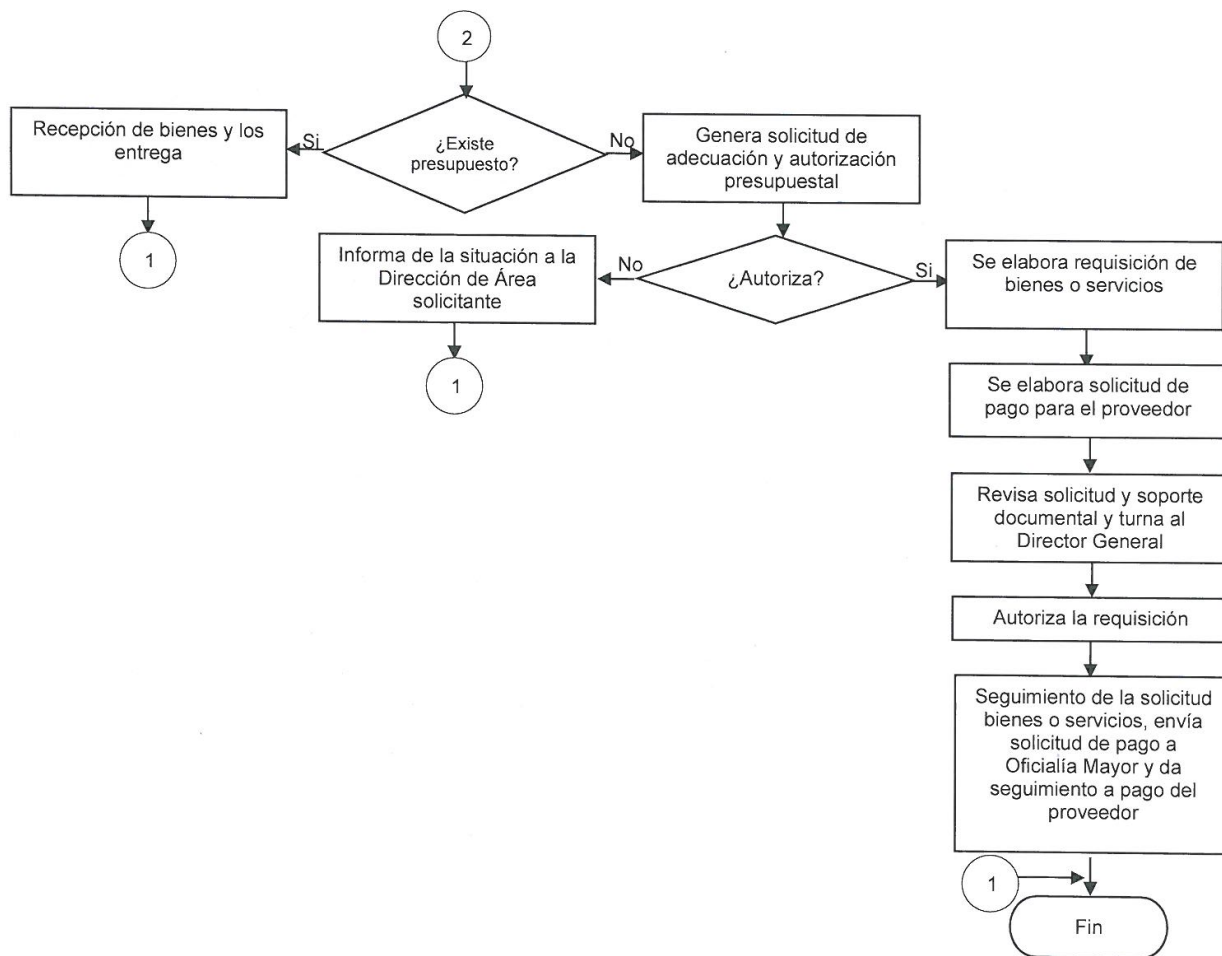 2
Recepción de bienes y los
entrega
Si
¿Existe
presupuesto?
No
Genera solicitud de
adecuación y autorización
presupuestal
1
Informa de la situación a la
Dirección de Área
solicitante
No
¿Autoriza?
Si
Se elabora requisición de
bienes o servicios
1
Se elabora solicitud de
pago para el proveedor
Revisa solicitud y soporte
documental y turna al
Director General
Autoriza la requisición
Seguimiento de la solicitud
bienes o servicios, envía
solicitud de pago a
Oficialía Mayor y da
seguimiento a pago del
proveedor
1
Fin